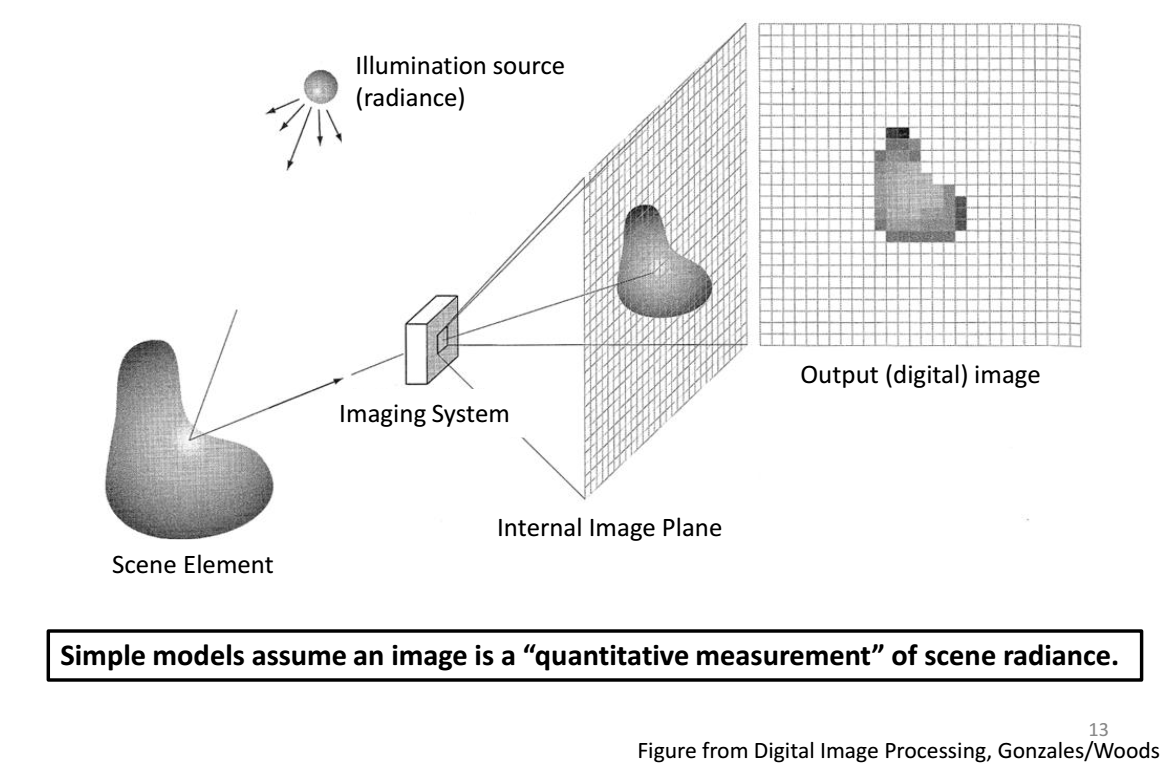 Illumination source
(radiance)
Output (digital) image
Imaging System
Internal Image Plane
Scene Element
Simple models assume an image is a “quantitative measurement” of scene radiance.
13
Figure from Digital Image Processing, Gonzales/Woods